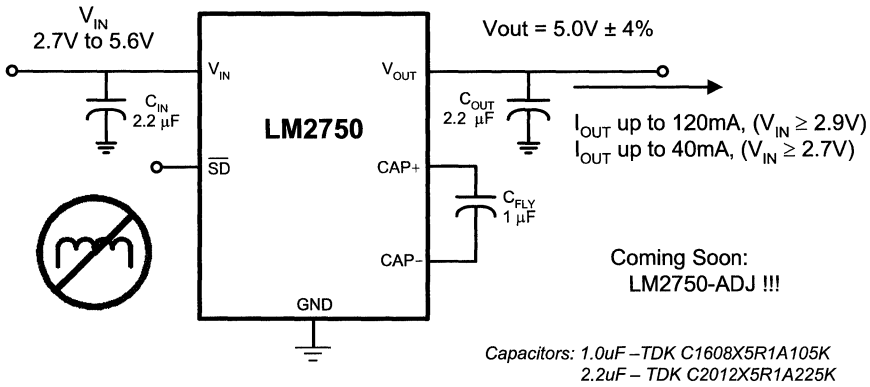 V_IN
2.7V to 5.6V
Vout = 5.0V ± 4%
V_IN
V_OUT
C_IN
2.2 μF
C_OUT
2.2 μF
LM2750
I_OUT up to 120mA, (V_IN ≥ 2.9V)
I_OUT up to 40mA, (V_IN ≥ 2.7V)
S̅D̅
CAP+
C_FLY
1 μF
CAP−
Coming Soon:
LM2750-ADJ !!!
GND
Capacitors: 1.0uF –TDK C1608X5R1A105K
2.2uF – TDK C2012X5R1A225K